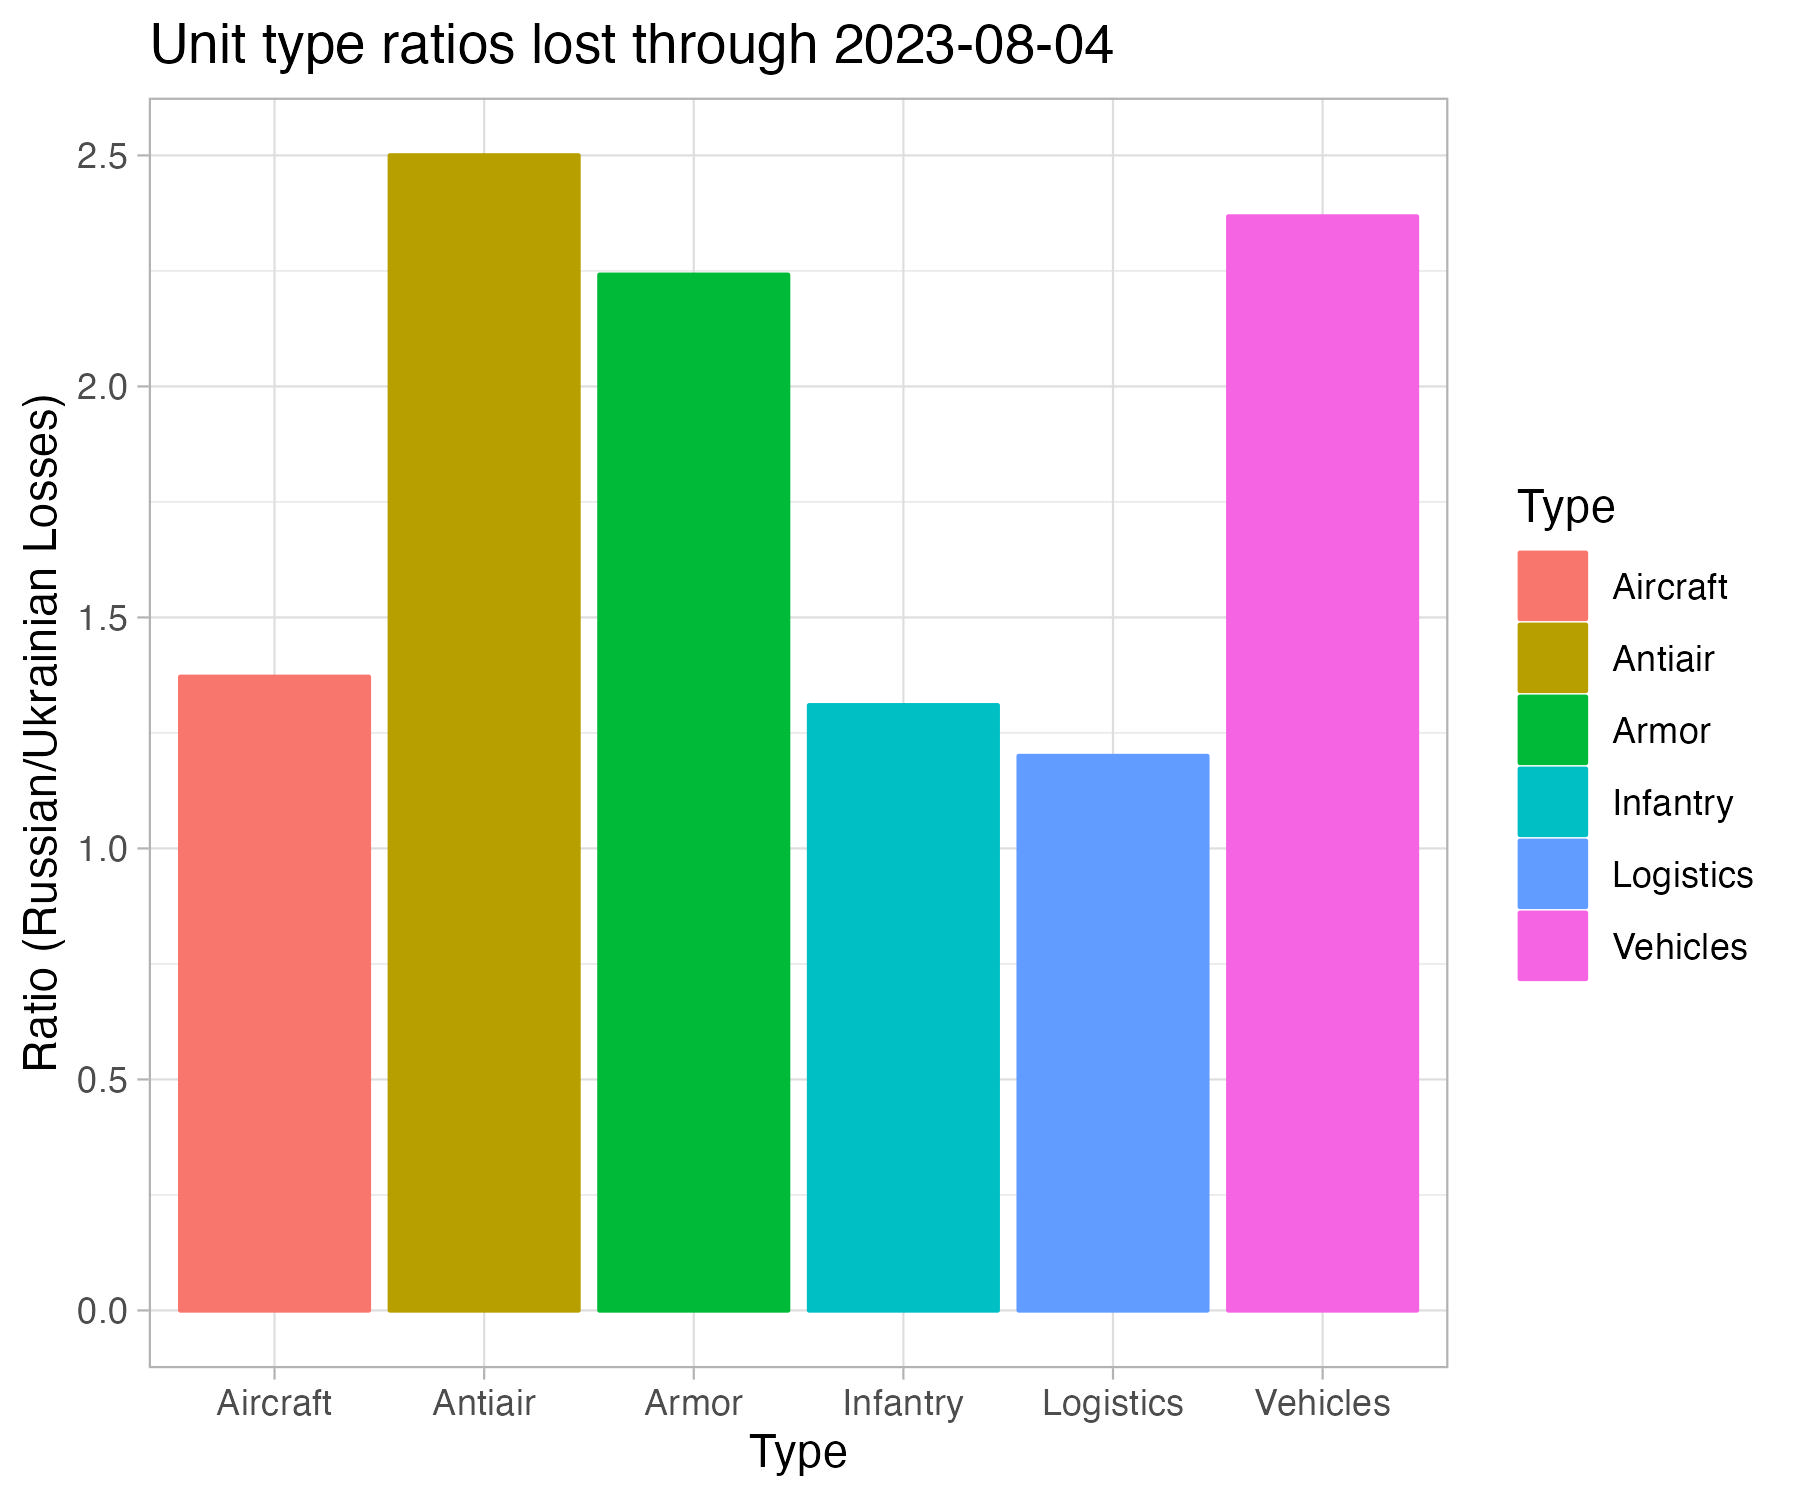 Unit type ratios lost through 2023-08-04
Ratio (Russian/Ukrainian Losses)
2.5
2.0
1.5
1.0
0.5
0.0
Aircraft
Antiair
Armor
Infantry
Logistics
Vehicles
Type
Type
Aircraft
Antiair
Armor
Infantry
Logistics
Vehicles